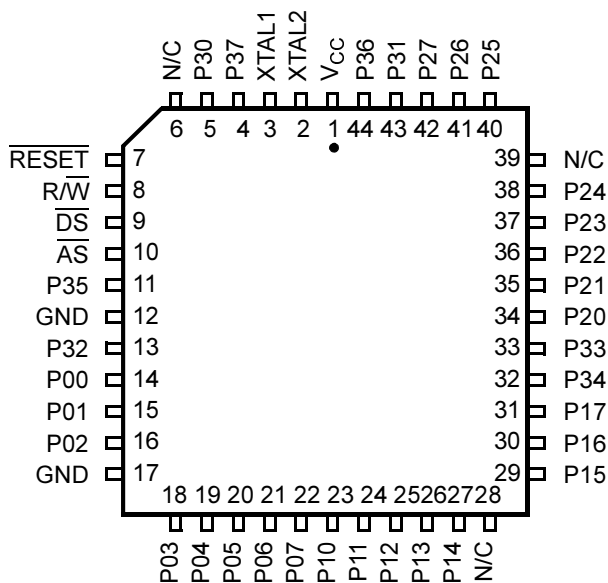 N/C P30 P37 XTAL1 XTAL2 VCC P36 P31 P27 P26 P25
6 5 4 3 2 1 44 43 42 41 40
R̅E̅S̅E̅T̅ 7 39 N/C
R/W̅ 8 38 P24
D̅S̅ 9 37 P23
A̅S̅ 10 36 P22
P35 11 35 P21
GND 12 34 P20
P32 13 33 P33
P00 14 32 P34
P01 15 31 P17
P02 16 30 P16
GND 17 29 P15
18 19 20 21 22 23 24 25 26 27 28
P03 P04 P05 P06 P07 P10 P11 P12 P13 P14 N/C